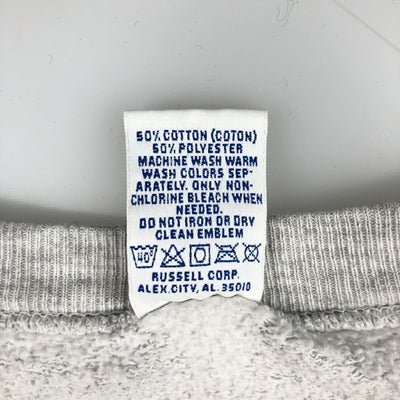 50% COTTON (COTON)
50% POLYESTER
MACHINE WASH WARM
WASH COLORS SEP-
ARATELY. ONLY NON-
CHLORINE BLEACH WHEN
NEEDED.
DO NOT IRON OR DRY
CLEAN EMBLEM
40°
RUSSELL CORP.
ALEX. CITY, AL. 35010